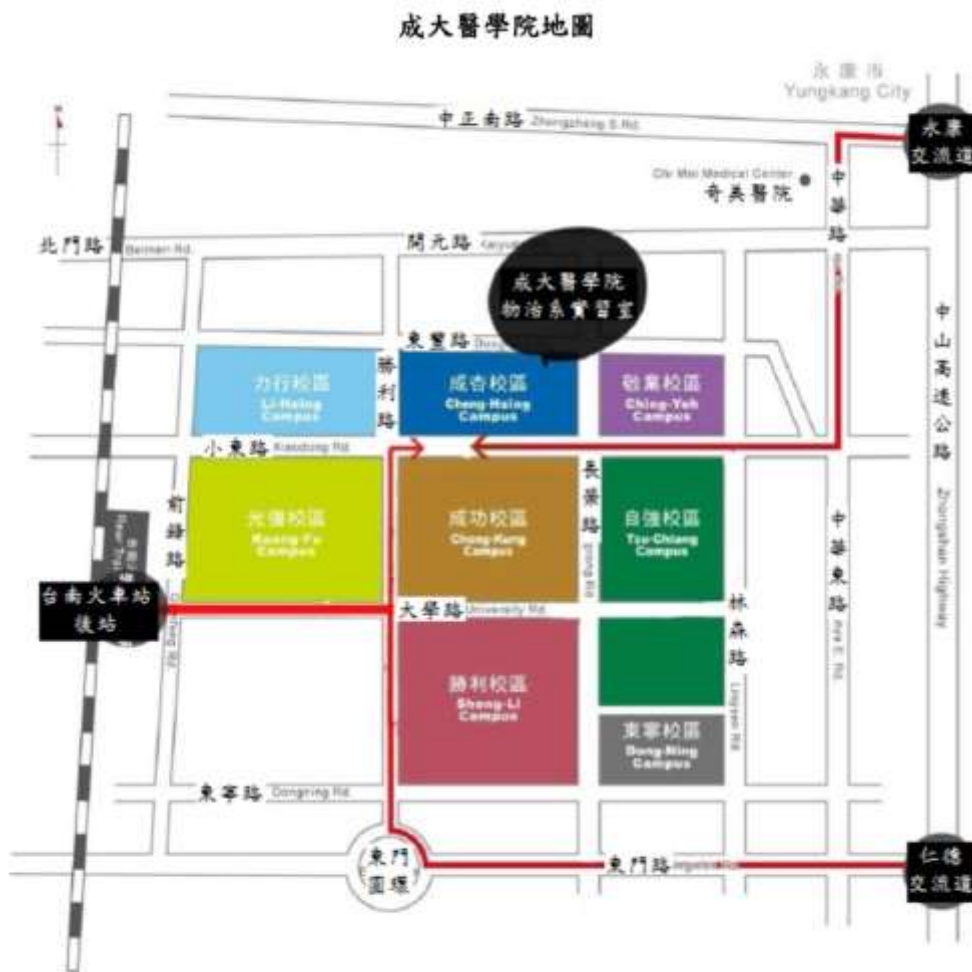 成大醫學院地圖
永康市
Yungkang City
中正南路 Zhongzheng S.Rd.
永康
交流道
Chi Mei Medical Center
奇美醫院
中華路
北門路 Beimen Rd.
開元路
成大醫學院
物治系實習室
中山高速公路
Zhongshan Highway
東豐路
勝利路
力行校區
Li-Hsing
Campus
成杏校區
Cheng-Hsing
Campus
敬業校區
Ching-Yeh
Campus
小東路 Xiaodong Rd.
前鋒路
光復校區
Kuang-Fu
Campus
成功校區
Cheng-Kung
Campus
長榮路
自強校區
Tzu-Chiang
Campus
中華東路
台南火車站
後站
大學路 University Rd.
林森路
Linsen Rd
勝利校區
Sheng-Li
Campus
東寧校區
Dong-Ning
Campus
東寧路 Dongning Rd.
東門
圓環
東門路
仁德
交流道